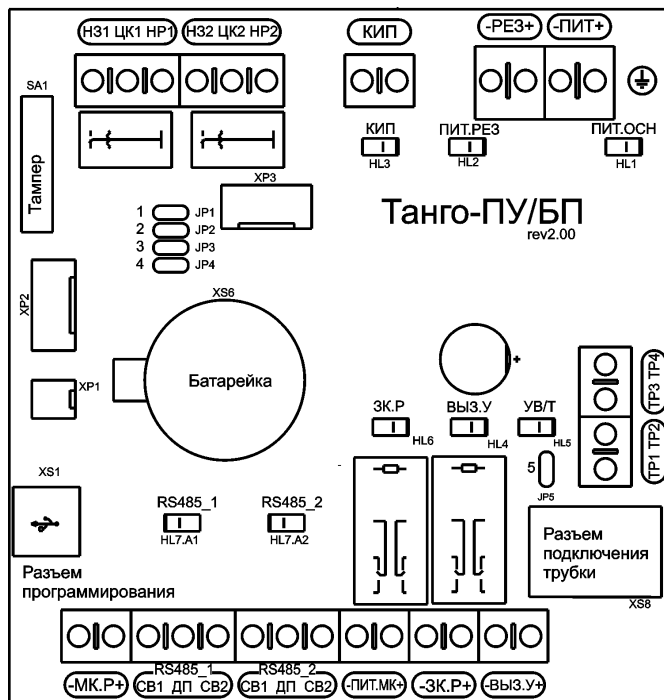 НЗ1 ЦК1 НР1
НЗ2 ЦК2 НР2
КИП
-РЕЗ+
-ПИТ+
SA1
Тампер
КИП
HL3
ПИТ.РЕЗ
HL2
ПИТ.ОСН
HL1
XP3
1 JP1
2 JP2
3 JP3
4 JP4
Танго-ПУ/БП
rev2.00
XP2
XS6
Батарейка
+
XP1
ТР3 ТР4
ТР1 ТР2
ЗК.Р
HL6
ВЫЗ.У
HL4
УВ/Т
HL5
5
JP5
XS1
RS485_1
HL7.A1
RS485_2
HL7.A2
Разъем
программирования
Разъем
подключения
трубки
XS8
-МК.Р+
RS485_1
СВ1 ДП СВ2
RS485_2
СВ1 ДП СВ2
-ПИТ.МК+
-ЗК.Р+
-ВЫЗ.У+